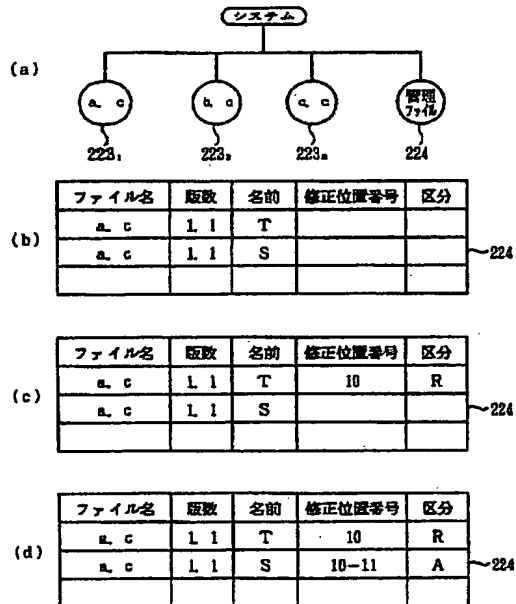 システム
(a)
a. c b. c c. c 管理
ファイル
223₁ 223₂ 223ₙ 224
(b)
ファイル名 版数 名前 修正位置番号 区分
a. c 1. 1 T
a. c 1. 1 S
224
(c)
ファイル名 版数 名前 修正位置番号 区分
a. c 1. 1 T 10 R
a. c 1. 1 S
224
(d)
ファイル名 版数 名前 修正位置番号 区分
a. c 1. 1 T 10 R
a. c 1. 1 S 10-11 A
224